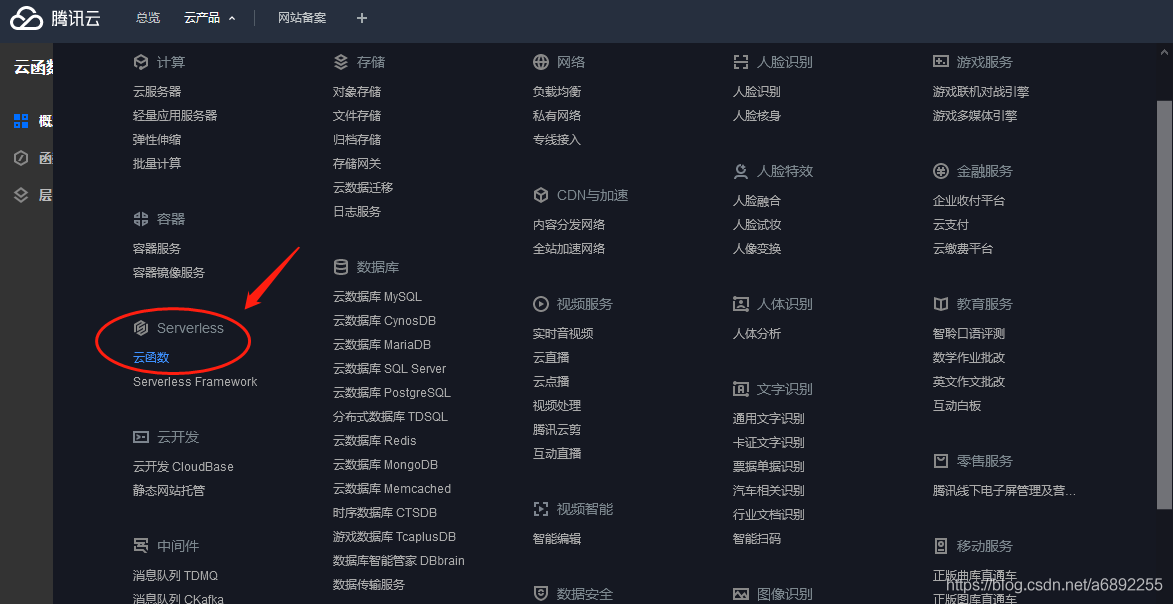 腾讯云
总览
云产品
网站备案
云函数
概
函
层
计算
云服务器
轻量应用服务器
弹性伸缩
批量计算
容器
容器服务
容器镜像服务
Serverless
云函数
Serverless Framework
云开发
云开发 CloudBase
静态网站托管
中间件
消息队列 TDMQ
消息队列 CKafka
存储
对象存储
文件存储
归档存储
存储网关
云数据迁移
日志服务
数据库
云数据库 MySQL
云数据库 CynosDB
云数据库 MariaDB
云数据库 SQL Server
云数据库 PostgreSQL
分布式数据库 TDSQL
云数据库 Redis
云数据库 MongoDB
云数据库 Memcached
时序数据库 CTSDB
游戏数据库 TcaplusDB
数据库智能管家 DBbrain
数据传输服务
网络
负载均衡
私有网络
专线接入
CDN与加速
内容分发网络
全站加速网络
视频服务
实时音视频
云直播
云点播
视频处理
腾讯云剪
互动直播
视频智能
智能编辑
数据安全
人脸识别
人脸识别
人脸核身
人脸特效
人脸融合
人脸试妆
人像变换
人体识别
人体分析
文字识别
通用文字识别
卡证文字识别
票据单据识别
汽车相关识别
行业文档识别
智能扫码
图像识别
游戏服务
游戏联机对战引擎
游戏多媒体引擎
金融服务
企业收付平台
云支付
云缴费平台
教育服务
智聆口语评测
数学作业批改
英文作文批改
互动白板
零售服务
腾讯线下电子屏管理及营...
移动服务
正版曲库直通车
正版图库直通车
https://blog.csdn.net/a6892255